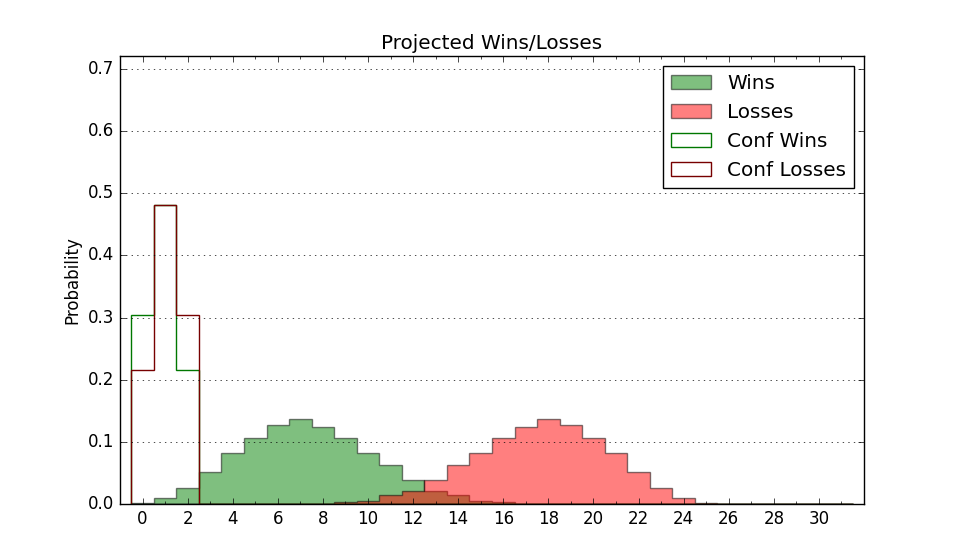 Projected Wins/Losses
0.7
0.6
0.5
0.4
0.3
0.2
0.1
0.0
Probability
Wins
Losses
Conf Wins
Conf Losses
0 2 4 6 8 10 12 14 16 18 20 22 24 26 28 30